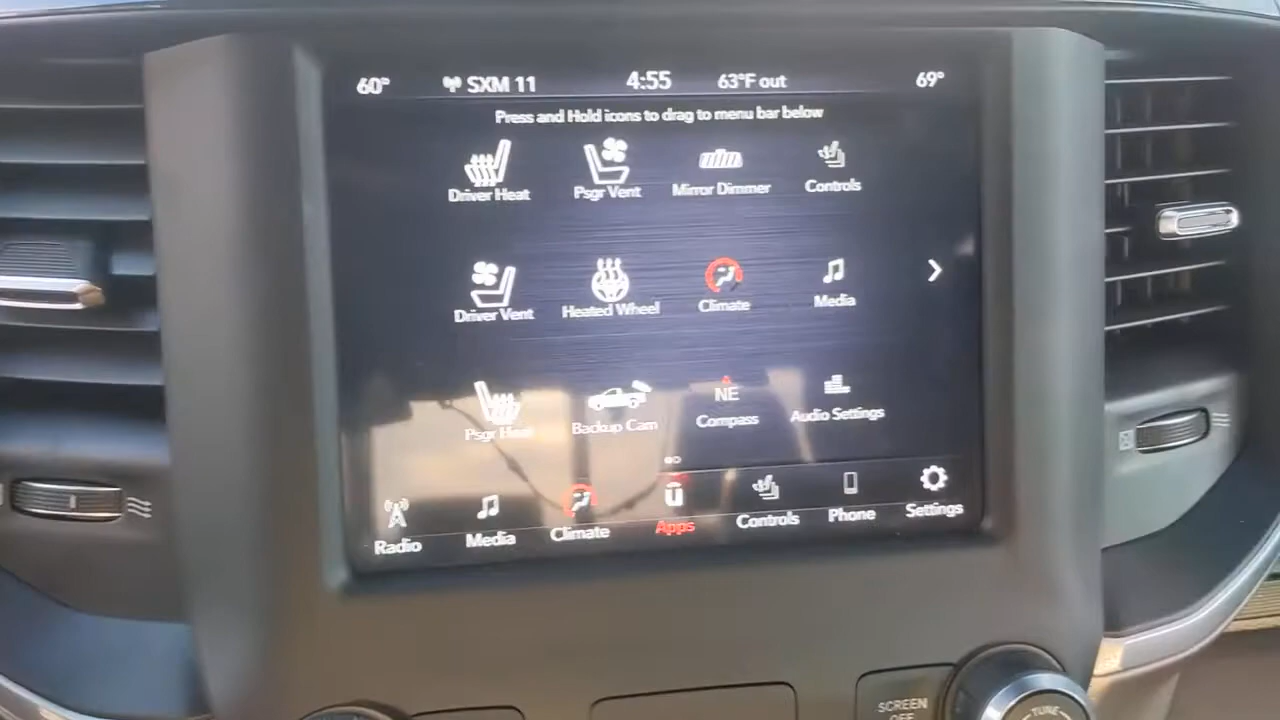 60° SXM 11 4:55 63°F out 69°
Press and Hold icons to drag to menu bar below
Driver Heat Psgr Vent Mirror Dimmer Controls
Driver Vent Heated Wheel Climate Media
NE
Psgr Heat Backup Cam Compass Audio Settings
Radio Media Climate Apps Controls Phone Settings
SCREEN
OFF
TUNE